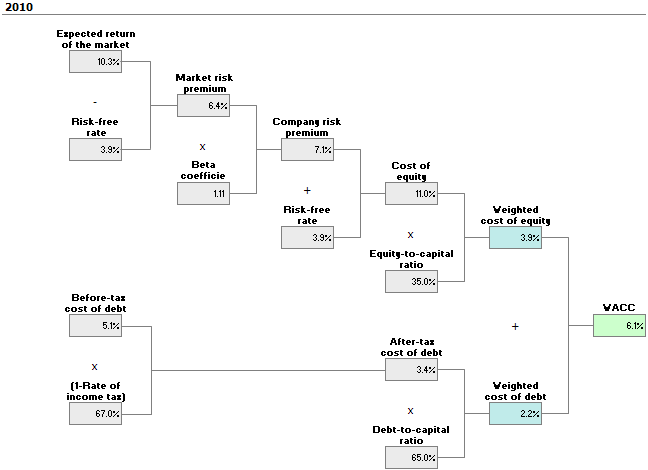 2010
Expected return
of the market
10.3%
-
Risk-free
rate
3.9%
Market risk
premium
6.4%
x
Beta
coefficie
1.11
Company risk
premium
7.1%
+
Risk-free
rate
3.9%
Cost of
equity
11.0%
x
Equity-to-capital
ratio
35.0%
Weighted
cost of equity
3.9%
Before-tax
cost of debt
5.1%
x
(1-Rate of
income tax)
67.0%
After-tax
cost of debt
3.4%
x
Debt-to-capital
ratio
65.0%
Weighted
cost of debt
2.2%
+
WACC
6.1%